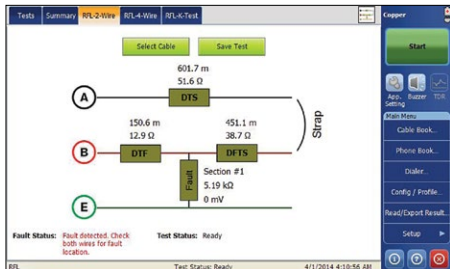 Tests Summary RFL-2-Wire RFL-4-Wire RFL-K-Test
Copper
Select Cable Save Test
Start
601.7 m
51.6 Ω
A
DTS
Strap
App. Setting
Buzzer
TDR
Main Menu
Cable Book...
Phone Book...
Dialer...
Config / Profile...
Read/Export Result...
Setup
150.6 m
12.9 Ω
451.1 m
38.7 Ω
B
DTF
DFTS
Fault
Section #1
5.19 kΩ
0 mV
E
Fault Status: Fault detected. Check
both wires for fault
location.
Test Status: Ready
RFL Test Status: Ready 4/1/2014 4:10:56 AM